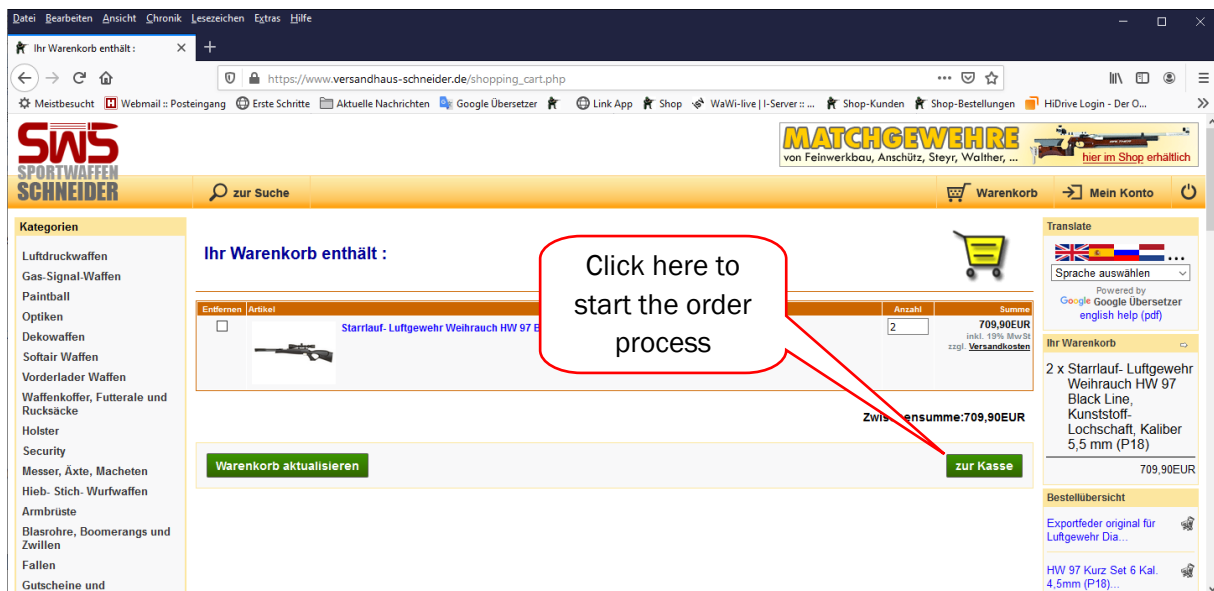 Datei Bearbeiten Ansicht Chronik Lesezeichen Extras Hilfe
Ihr Warenkorb enthält :
https://www.versandhaus-schneider.de/shopping_cart.php
Meistbesucht Webmail :: Posteingang Erste Schritte Aktuelle Nachrichten Google Übersetzer Link App Shop WaWi-live | I-Server :: ... Shop-Kunden Shop-Bestellungen HiDrive Login - Der O...
SWS
SPORTWAFFEN
SCHNEIDER
MATCHGEWEHRE
von Feinwerkbau, Anschütz, Steyr, Walther, ...
hier im Shop erhältlich
zur Suche
Warenkorb
Mein Konto
Kategorien
Luftdruckwaffen
Gas-Signal-Waffen
Paintball
Optiken
Dekowaffen
Softair Waffen
Vorderlader Waffen
Waffenkoffer, Futterale und
Rucksäcke
Holster
Security
Messer, Äxte, Macheten
Hieb- Stich- Wurfwaffen
Armbrüste
Blasrohre, Boomerangs und
Zwillen
Fallen
Gutscheine und
Ihr Warenkorb enthält :
Entfernen Artikel Anzahl Summe
Starrlauf- Luftgewehr Weihrauch HW 97 B
2
709,90EUR
inkl. 19% MwSt
zzgl. Versandkosten
Click here to
start the order
process
Zwischensumme:709,90EUR
Warenkorb aktualisieren
zur Kasse
Translate
...
Sprache auswählen
Powered by
Google Google Übersetzer
english help (pdf)
Ihr Warenkorb
2 x Starrlauf- Luftgewehr
Weihrauch HW 97
Black Line,
Kunststoff-
Lochschaft, Kaliber
5,5 mm (P18)
709,90EUR
Bestellübersicht
Exportfeder original für
Luftgewehr Dia...
HW 97 Kurz Set 6 Kal.
4,5mm (P18)...